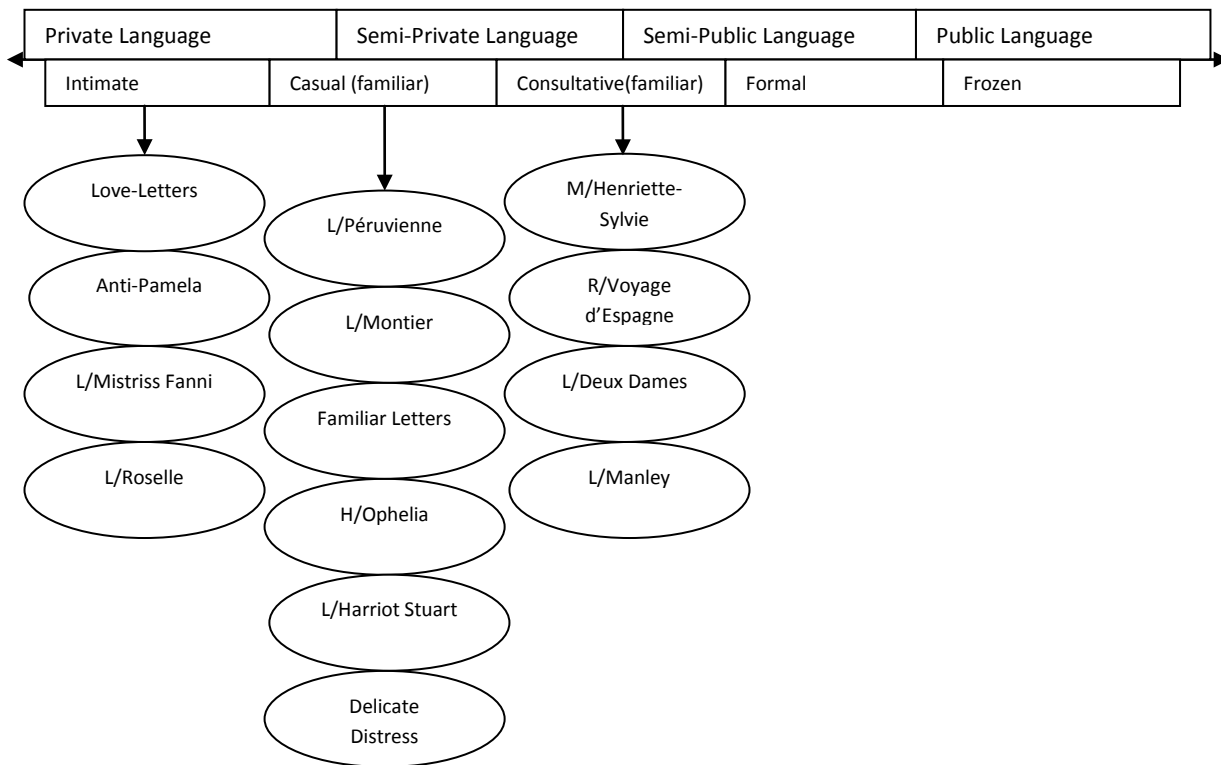 Private Language
Semi-Private Language
Semi-Public Language
Public Language
Intimate
Casual (familiar)
Consultative(familiar)
Formal
Frozen
Love-Letters
Anti-Pamela
L/Mistriss Fanni
L/Roselle
L/Péruvienne
L/Montier
Familiar Letters
H/Ophelia
L/Harriot Stuart
Delicate
Distress
M/Henriette-
Sylvie
R/Voyage
d’Espagne
L/Deux Dames
L/Manley